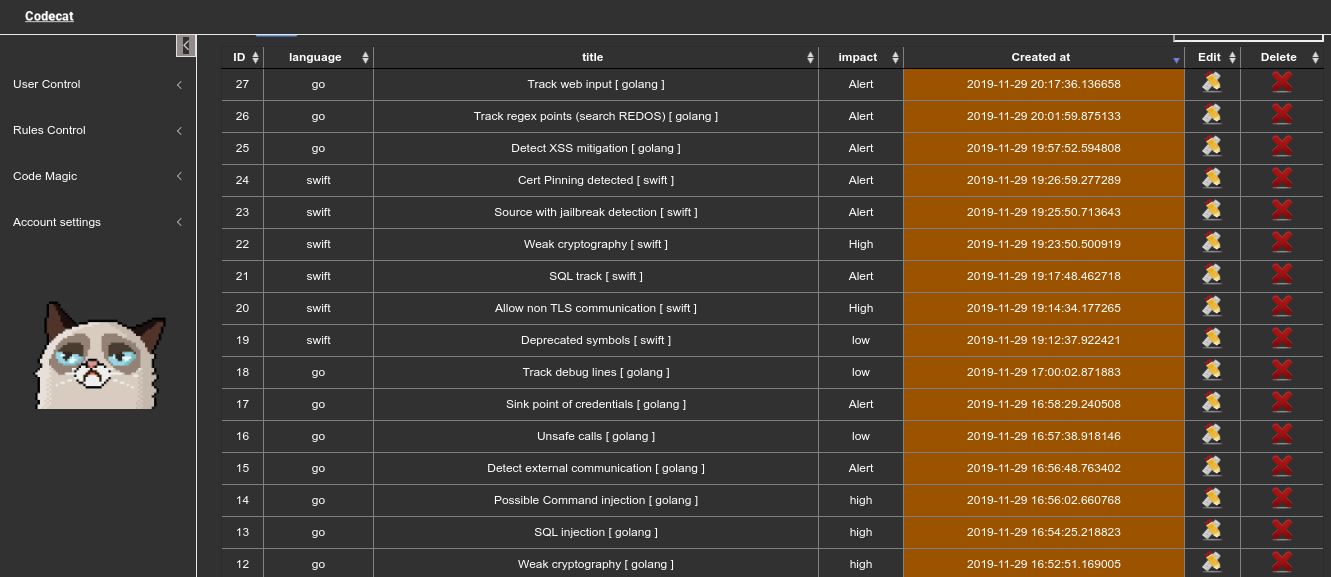 Codecat
User Control
Rules Control
Code Magic
Account settings
ID language title impact Created at Edit Delete
27 go Track web input [ golang ] Alert 2019-11-29 20:17:36.136658
26 go Track regex points (search REDOS) [ golang ] Alert 2019-11-29 20:01:59.875133
25 go Detect XSS mitigation [ golang ] Alert 2019-11-29 19:57:52.594808
24 swift Cert Pinning detected [ swift ] Alert 2019-11-29 19:26:59.277289
23 swift Source with jailbreak detection [ swift ] Alert 2019-11-29 19:25:50.713643
22 swift Weak cryptography [ swift ] High 2019-11-29 19:23:50.500919
21 swift SQL track [ swift ] Alert 2019-11-29 19:17:48.462718
20 swift Allow non TLS communication [ swift ] High 2019-11-29 19:14:34.177265
19 swift Deprecated symbols [ swift ] low 2019-11-29 19:12:37.922421
18 go Track debug lines [ golang ] low 2019-11-29 17:00:02.871883
17 go Sink point of credentials [ golang ] Alert 2019-11-29 16:58:29.240508
16 go Unsafe calls [ golang ] low 2019-11-29 16:57:38.918146
15 go Detect external communication [ golang ] Alert 2019-11-29 16:56:48.763402
14 go Possible Command injection [ golang ] high 2019-11-29 16:56:02.660768
13 go SQL injection [ golang ] high 2019-11-29 16:54:25.218823
12 go Weak cryptography [ golang ] high 2019-11-29 16:52:51.169005